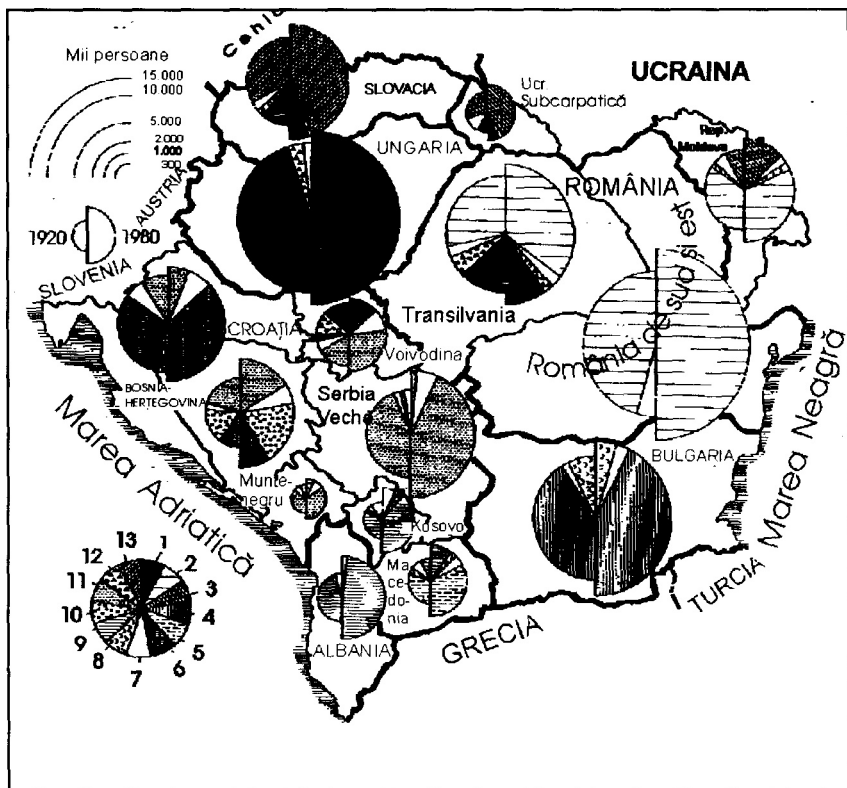 Mii persoane
15 000
10 000
5.000
2 000
1.000
300
1920
1980
SLOVACIA
Ucr.
Subcarpatică
UCRAINA
Rep.
Moldova
AUSTRIA
UNGARIA
ROMÂNIA
SLOVENIA
CROAȚIA
Transilvania
România de sud și est
Voivodina
BOSNIA-
HERȚEGOVINA
Serbia
Veche
Marea Adriatică
Marea Neagră
BULGARIA
Munte-
negru
Kosovo
Ma
ce-
do-
nia
ALBANIA
GRECIA
TURCIA
1
2
3
4
5
6
7
8
9
10
11
12
13